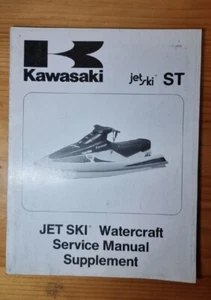 Kawasaki
jet ski® ST
JET SKI® Watercraft
Service Manual
Supplement